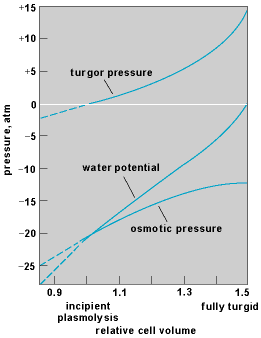 +15
+10
+5
0
−5
−10
−15
−20
−25
pressure, atm
turgor pressure
water potential
osmotic pressure
0.9
1.1
1.3
1.5
incipient
plasmolysis
fully turgid
relative cell volume